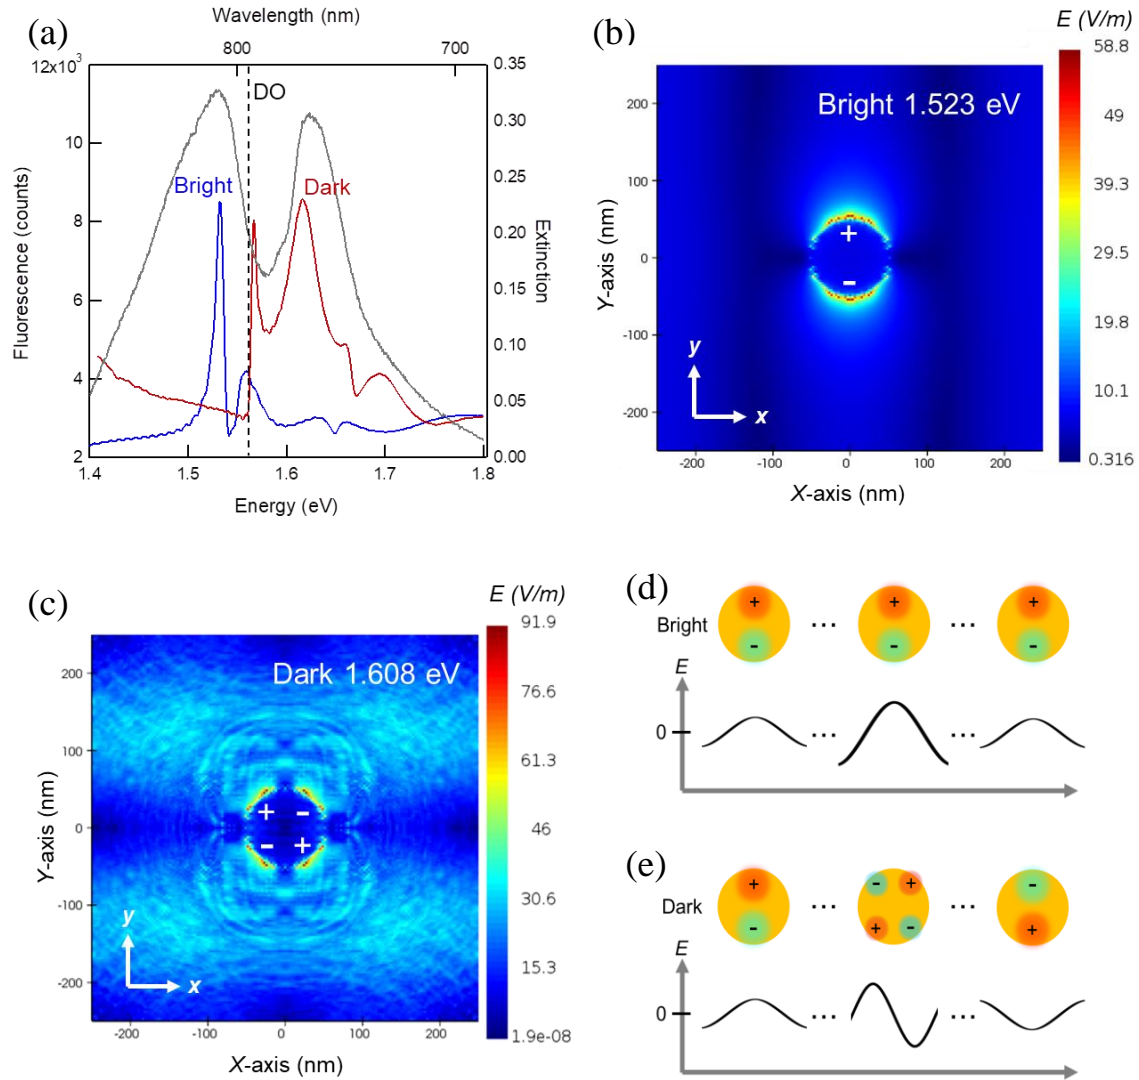 (a)
Wavelength (nm)
800
700
12x10³
10
8
6
4
2
Fluorescence (counts)
DO
Bright
Dark
0.35
0.30
0.25
0.20
0.15
0.10
0.05
0.00
Extinction
1.4
1.5
1.6
1.7
1.8
Energy (eV)
(b)
E (V/m)
Bright 1.523 eV
200
100
0
-100
-200
Y-axis (nm)
+
-
y
x
-200
-100
0
100
200
X-axis (nm)
58.8
49
39.3
29.5
19.8
10.1
0.316
(c)
E (V/m)
Dark 1.608 eV
200
100
0
-100
-200
Y-axis (nm)
+ -
- +
y
x
-200
-100
0
100
200
X-axis (nm)
91.9
76.6
61.3
46
30.6
15.3
1.9e-08
(d)
Bright
+ ... + ... +
- - -
E
0
... ...
(e)
Dark
+ ... - + ... -
- + - +
E
0
... ...